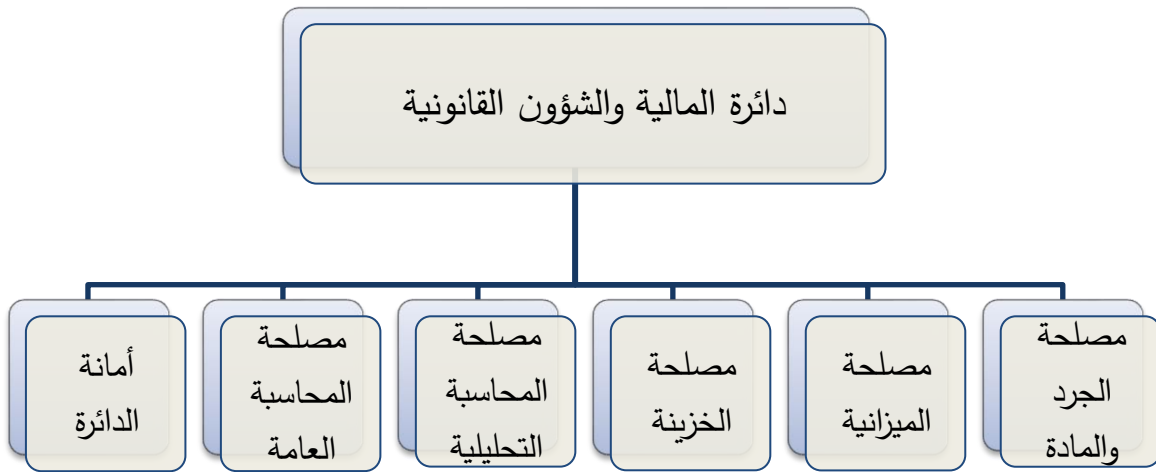 دائرة المالية والشؤون القانونية
مصلحة
الجرد
والمادة
مصلحة
الميزانية
مصلحة
الخزينة
مصلحة
المحاسبة
التحليلية
مصلحة
المحاسبة
العامة
أمانة
الدائرة